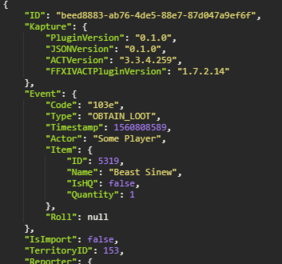 {
"ID": "beed8883-ab76-4de5-88e7-87d047a9ef6f",
"Kapture": {
"PluginVersion": "0.1.0",
"JSONVersion": "0.1.0",
"ACTVersion": "3.3.4.259",
"FFXIVACTPluginVersion": "1.7.2.14"
},
"Event": {
"Code": "103e",
"Type": "OBTAIN_LOOT",
"Timestamp": 1560808589,
"Actor": "Some Player",
"Item": {
"ID": 5319,
"Name": "Beast Sinew",
"IsHQ": false,
"Quantity": 1
},
"Roll": null
},
"IsImport": false,
"TerritoryID": 153,
"Reporter": {